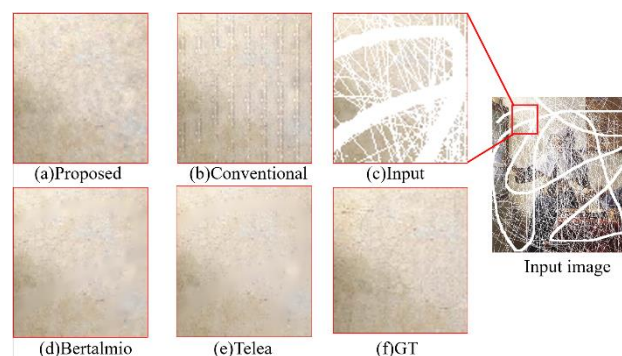 (a)Proposed
(b)Conventional
(c)Input
Input image
(d)Bertalmio
(e)Telea
(f)GT